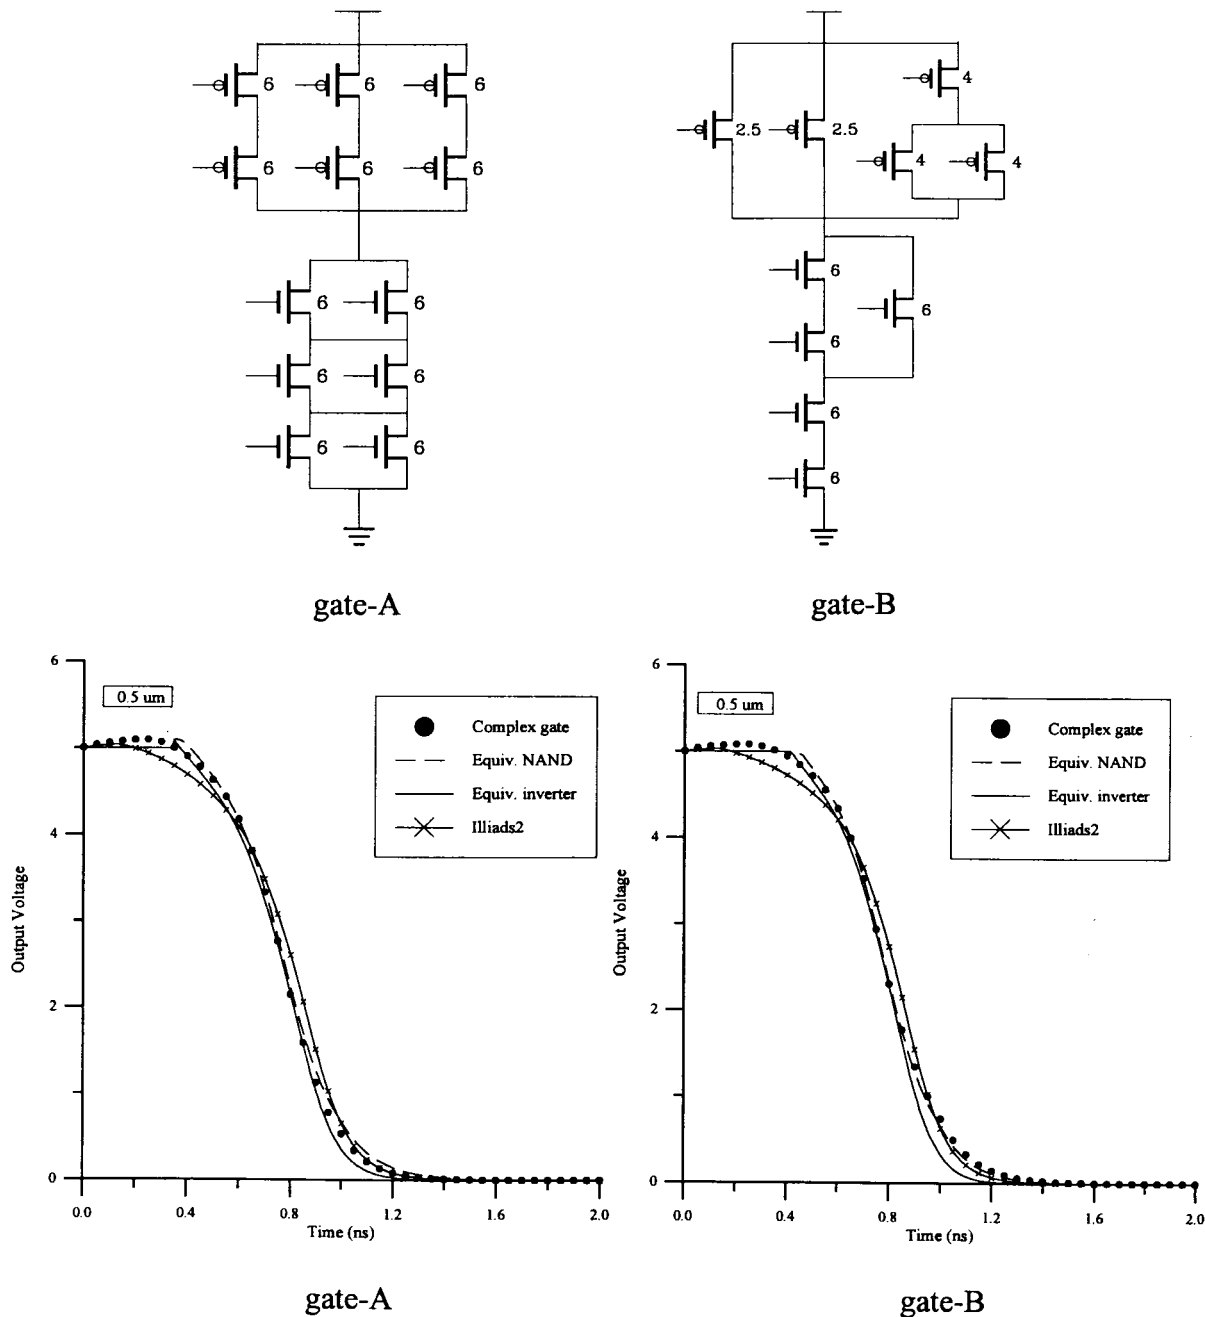 6 6 6
6 6 6
6 6
6 6
6 6
4
2.5 2.5
4 4
6
6
6
6
6
gate-A gate-B
6
0.5 um
Complex gate
Equiv. NAND
Equiv. inverter
Illiads2
4
Output Voltage
2
0
0.0 0.4 0.8 1.2 1.6 2.0
Time (ns)
gate-A
6
0.5 um
Complex gate
Equiv. NAND
Equiv. inverter
Illiads2
4
Output Voltage
2
0
0.0 0.4 0.8 1.2 1.6 2.0
Time (ns)
gate-B